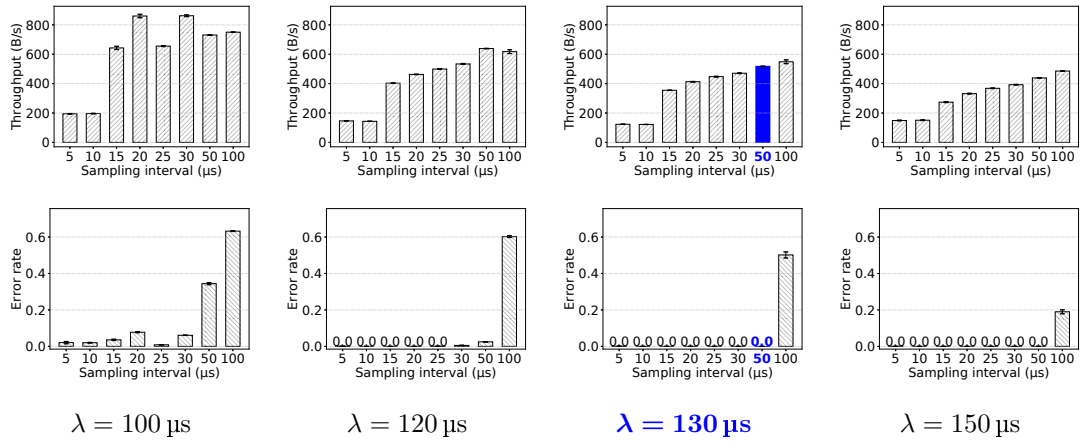 Throughput (B/s)
800
600
400
200
0
5 10 15 20 25 30 50 100
Sampling interval (µs)
Throughput (B/s)
800
600
400
200
0
5 10 15 20 25 30 50 100
Sampling interval (µs)
Throughput (B/s)
800
600
400
200
0
5 10 15 20 25 30 50 100
Sampling interval (µs)
Throughput (B/s)
800
600
400
200
0
5 10 15 20 25 30 50 100
Sampling interval (µs)
Error rate
0.6
0.4
0.2
0.0
5 10 15 20 25 30 50 100
Sampling interval (µs)
Error rate
0.6
0.4
0.2
0.0
0.0 0.0 0.0 0.0 0.0
5 10 15 20 25 30 50 100
Sampling interval (µs)
Error rate
0.6
0.4
0.2
0.0
0.0 0.0 0.0 0.0 0.0 0.0 0.0
5 10 15 20 25 30 50 100
Sampling interval (µs)
Error rate
0.6
0.4
0.2
0.0
0.0 0.0 0.0 0.0 0.0 0.0 0.0
5 10 15 20 25 30 50 100
Sampling interval (µs)
λ = 100 µs
λ = 120 µs
λ = 130 µs
λ = 150 µs